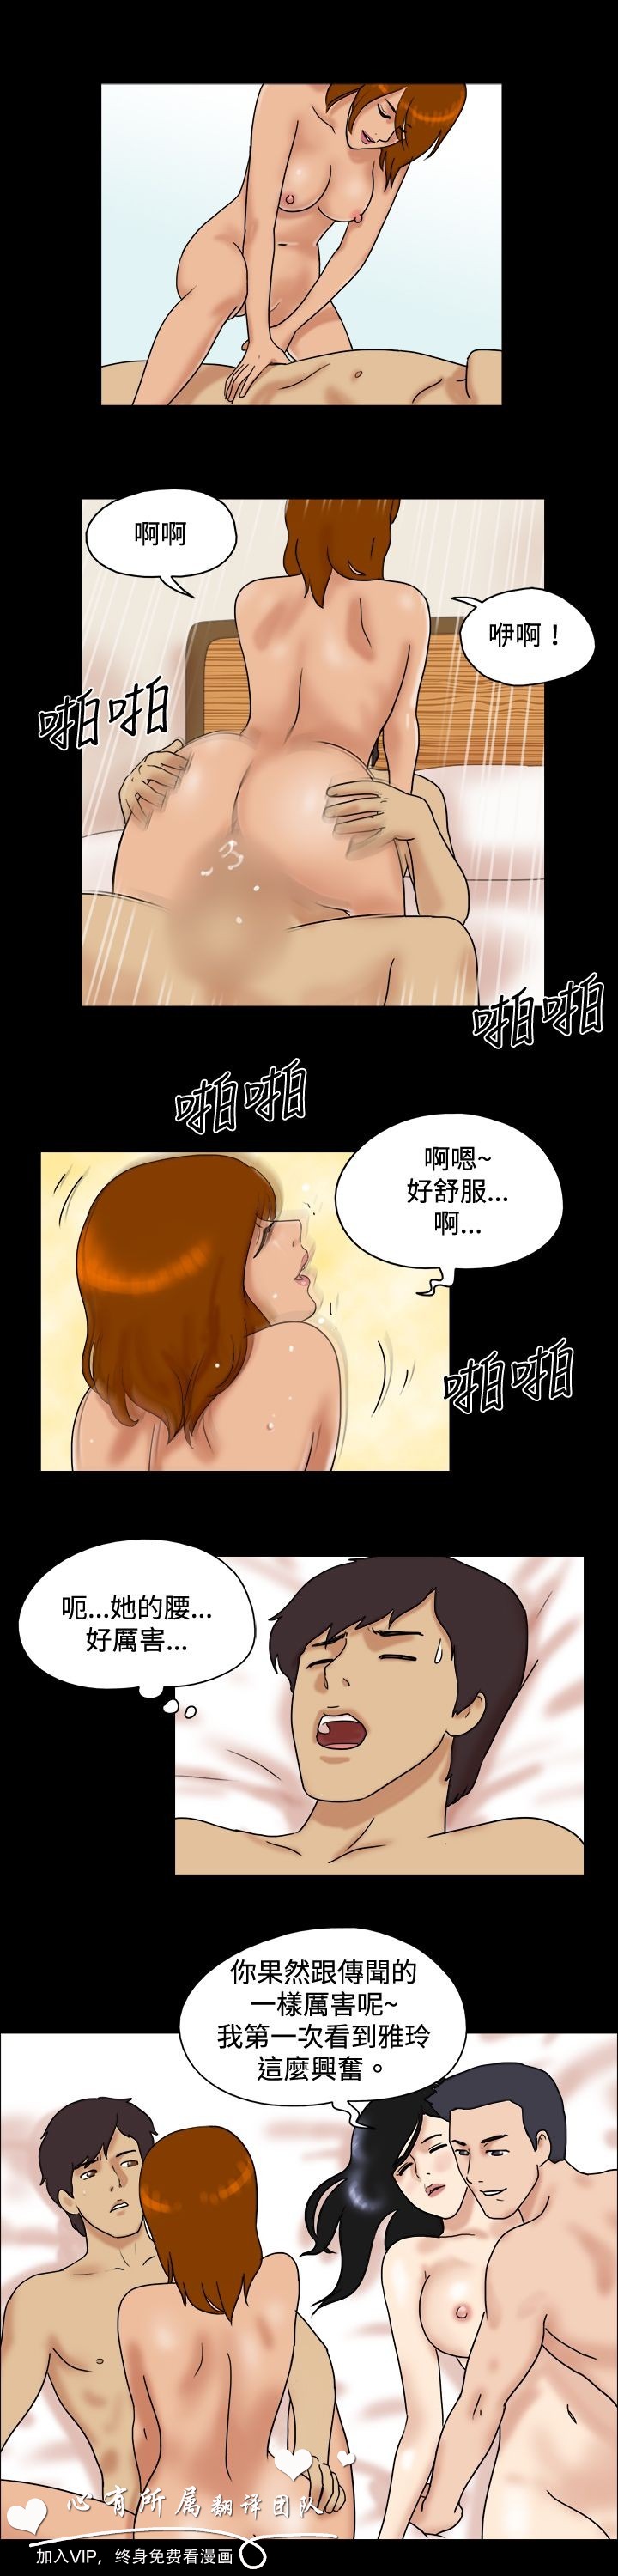 啊啊
咿啊！
啪啪
啪啪
啪啪
啊嗯~
好舒服...
啊...
啪啪
呃...她的腰...
好厲害...
你果然跟傳聞的
一樣厲害呢~
我第一次看到雅玲
這麼興奮。
心有所属翻译团队
加入VIP，终身免费看漫画